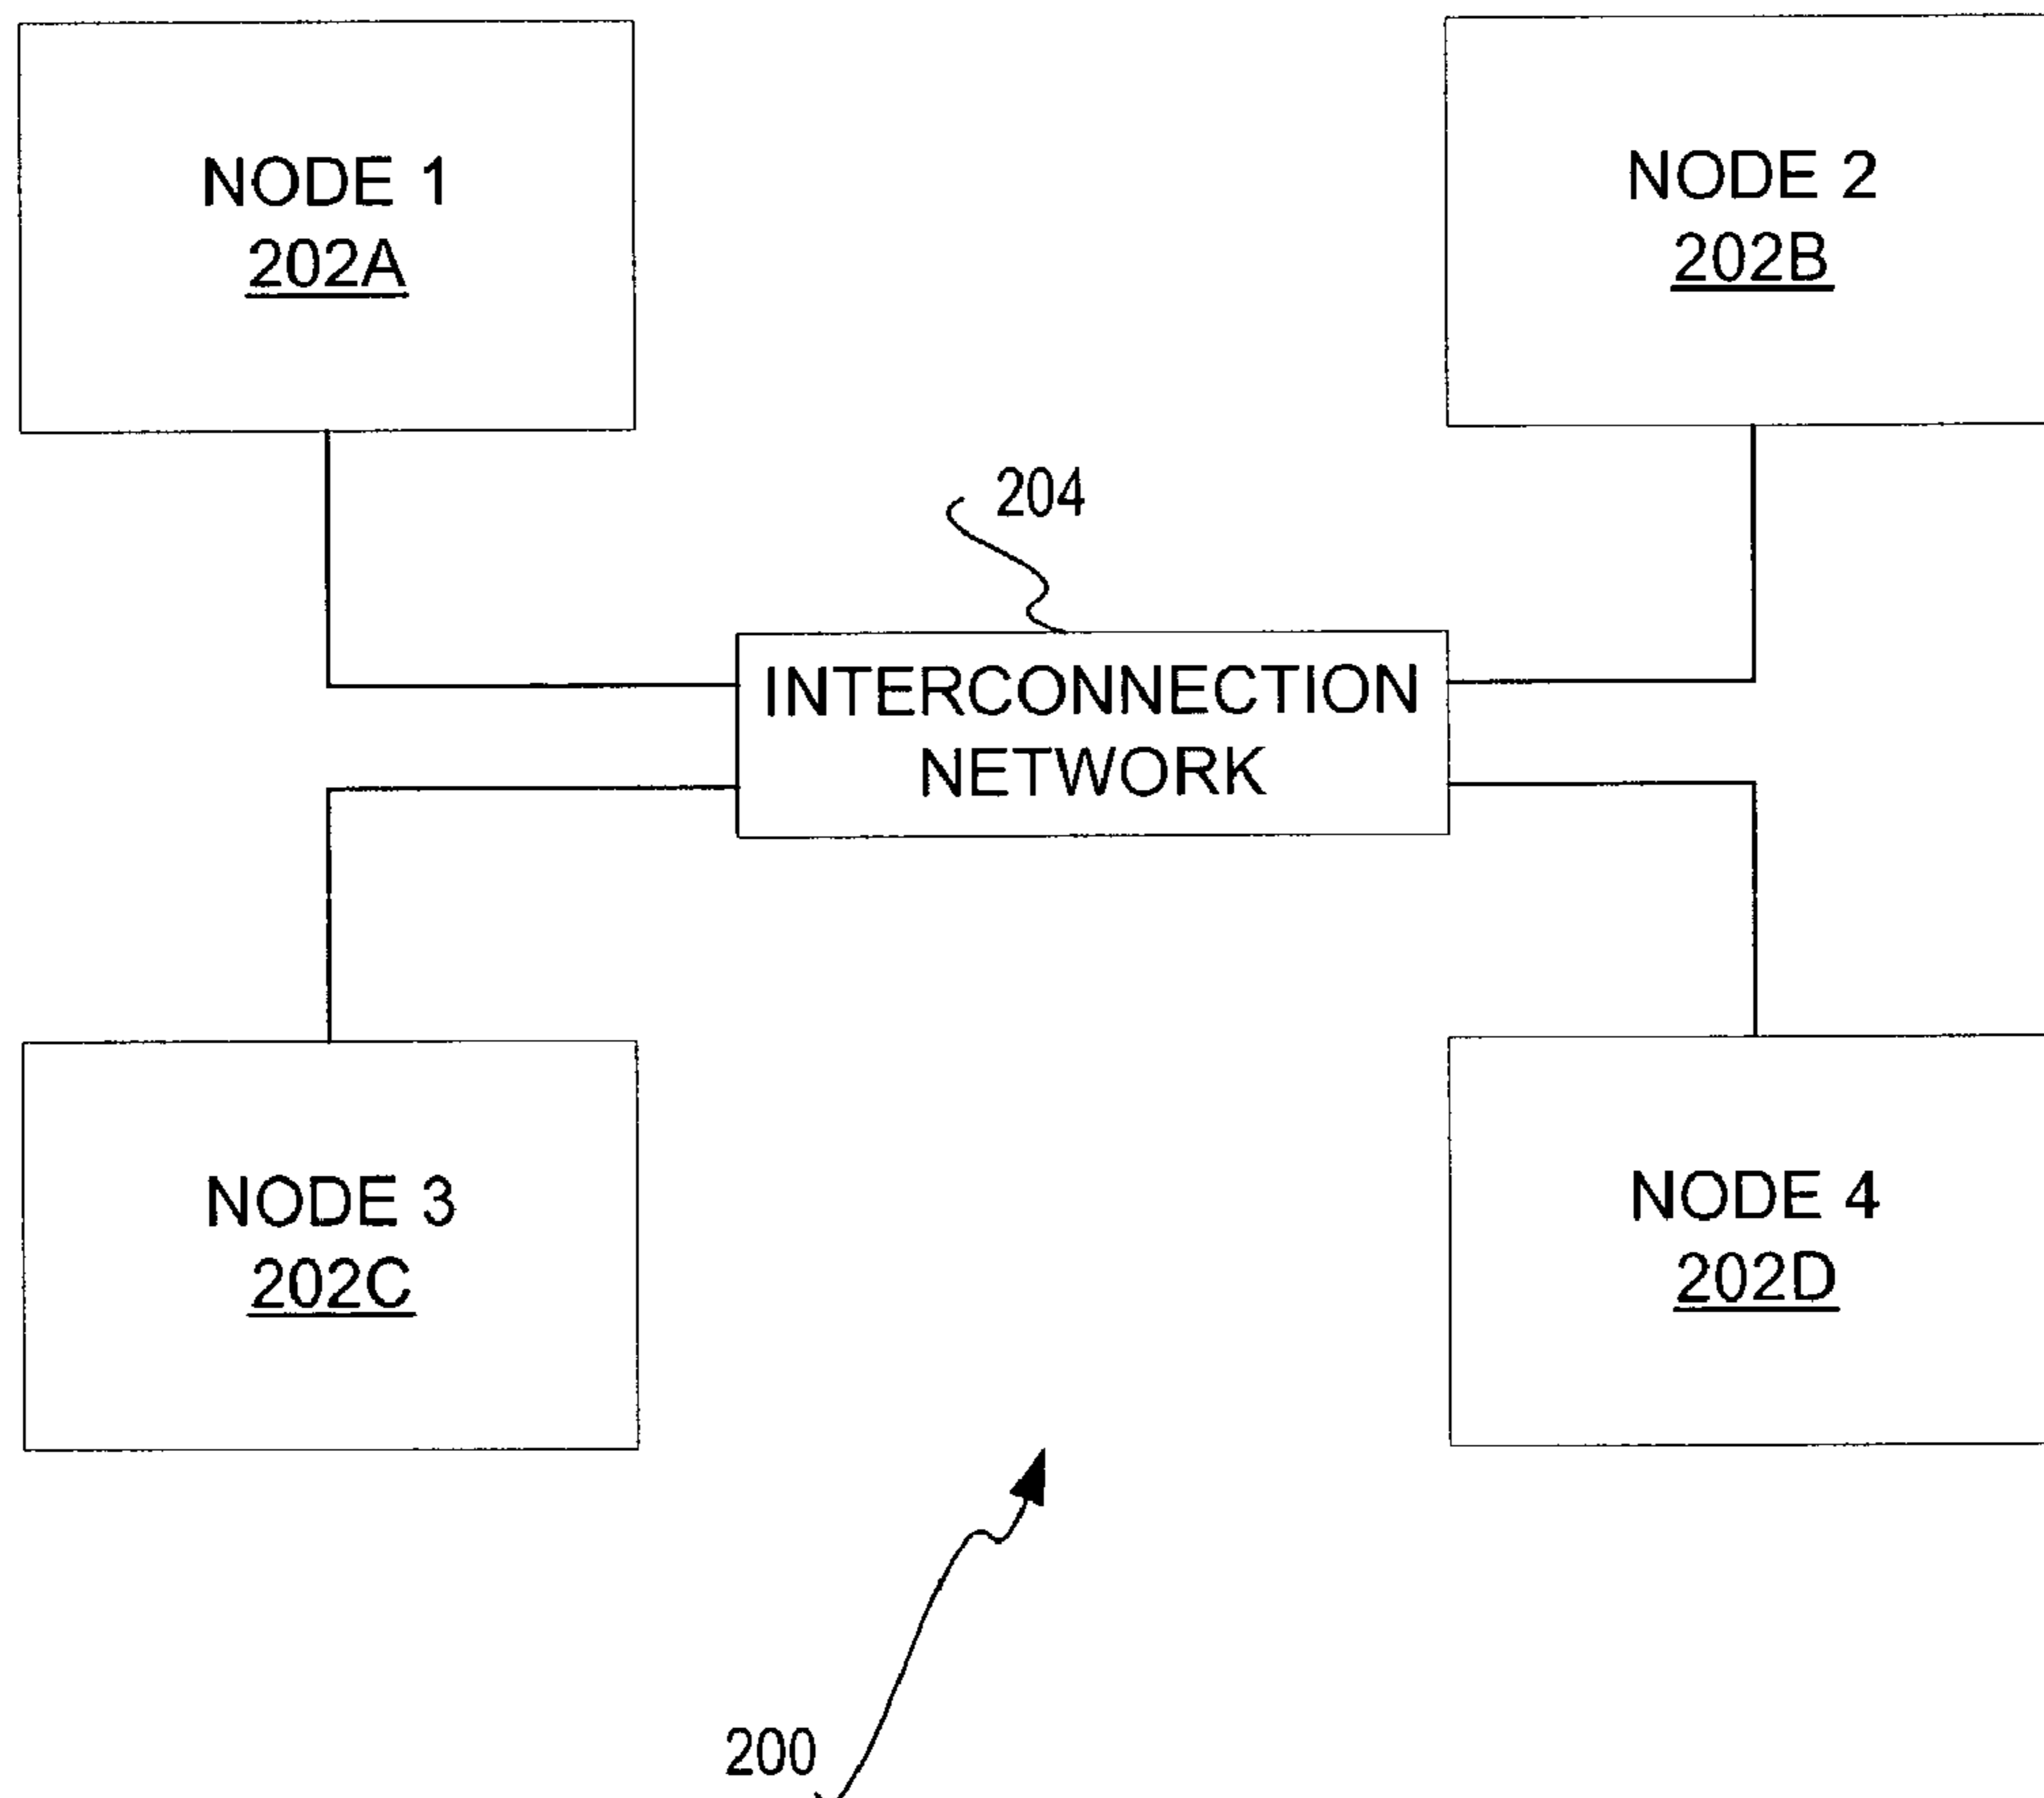 NODE 1
202A
NODE 2
202B
204
INTERCONNECTION
NETWORK
NODE 3
202C
NODE 4
202D
200